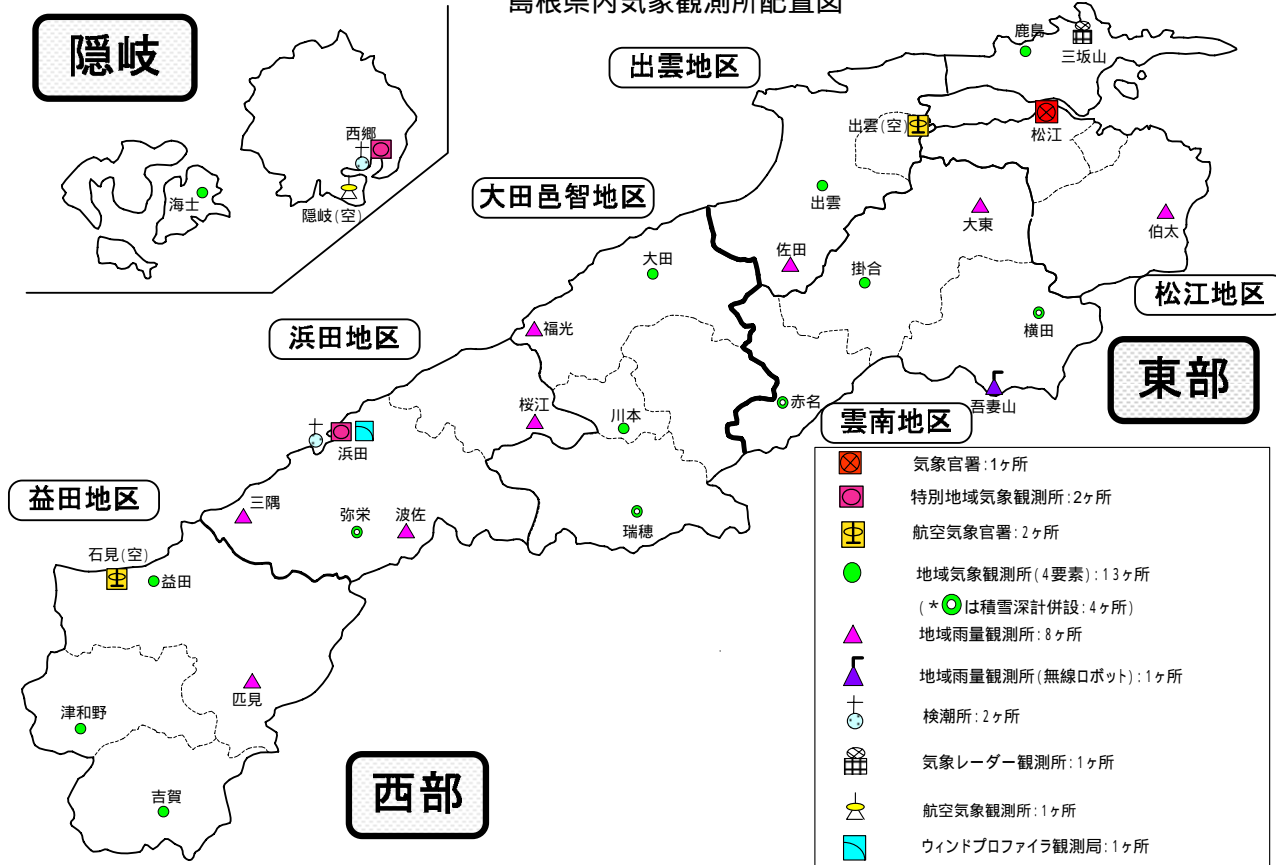 島根県内気象観測所配置図
隠岐
西郷
隠岐(空)
海士
出雲地区
鹿島
三坂山
出雲(空)
松江
出雲
大東
伯太
佐田
掛合
横田
松江地区
東部
吾妻山
赤名
雲南地区
大田邑智地区
大田
福光
桜江
川本
瑞穂
浜田地区
浜田
三隅
弥栄
波佐
益田地区
石見(空)
益田
匹見
津和野
吉賀
西部
気象官署:1ヶ所
特別地域気象観測所:2ヶ所
航空気象官署:2ヶ所
地域気象観測所(4要素):13ヶ所
(*◎は積雪深計併設:4ヶ所)
地域雨量観測所:8ヶ所
地域雨量観測所(無線ロボット):1ヶ所
検潮所:2ヶ所
気象レーダー観測所:1ヶ所
航空気象観測所:1ヶ所
ウィンドプロファイラ観測局:1ヶ所